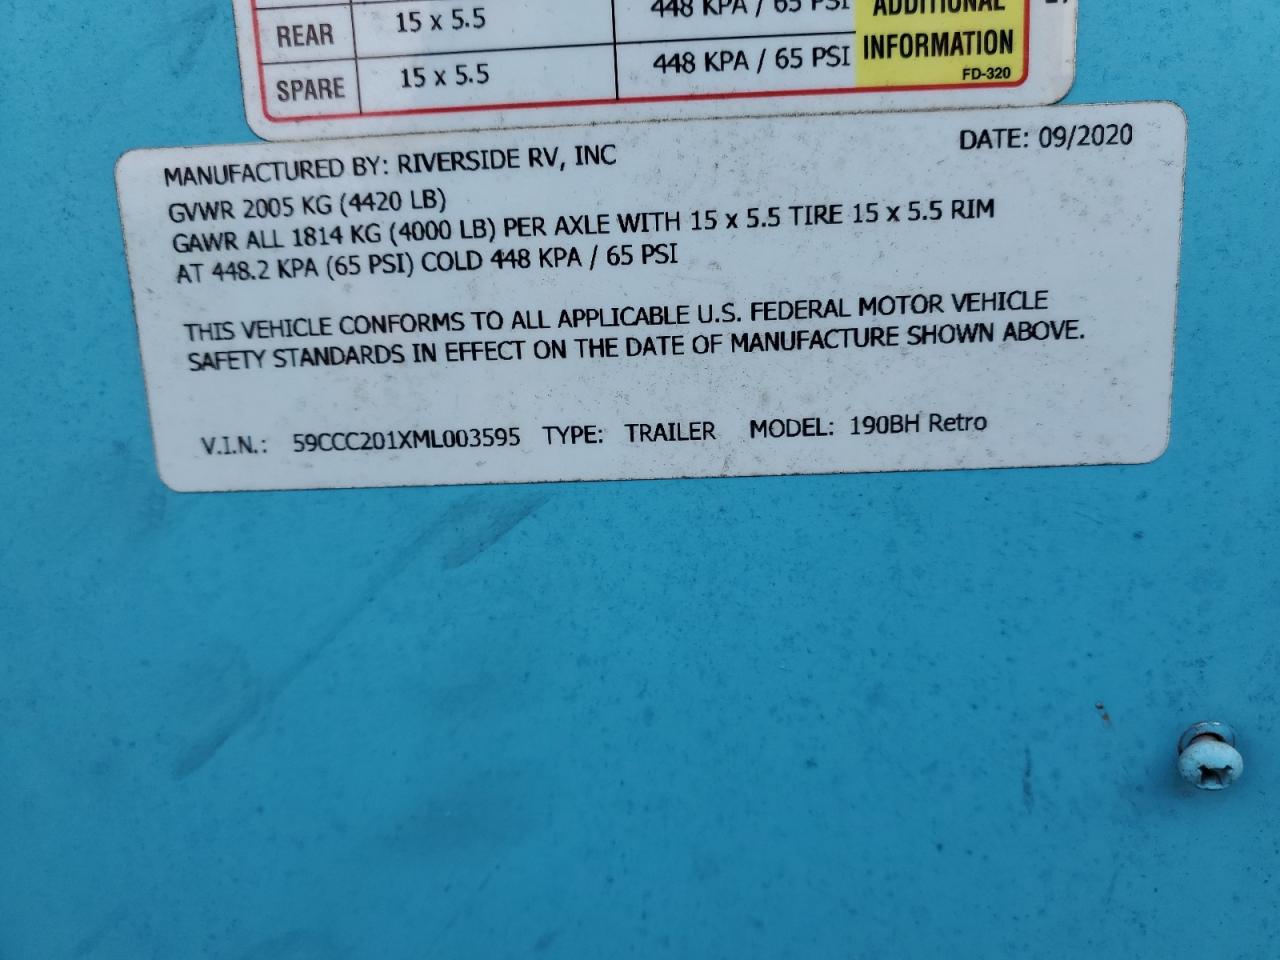 448 KPA / 65 PSI ADDITIONAL
REAR 15 x 5.5
INFORMATION
SPARE 15 x 5.5 448 KPA / 65 PSI
FD-320
MANUFACTURED BY: RIVERSIDE RV, INC DATE: 09/2020
GVWR 2005 KG (4420 LB)
GAWR ALL 1814 KG (4000 LB) PER AXLE WITH 15 x 5.5 TIRE 15 x 5.5 RIM
AT 448.2 KPA (65 PSI) COLD 448 KPA / 65 PSI
THIS VEHICLE CONFORMS TO ALL APPLICABLE U.S. FEDERAL MOTOR VEHICLE
SAFETY STANDARDS IN EFFECT ON THE DATE OF MANUFACTURE SHOWN ABOVE.
V.I.N.: 59CCC201XML003595 TYPE: TRAILER MODEL: 190BH Retro